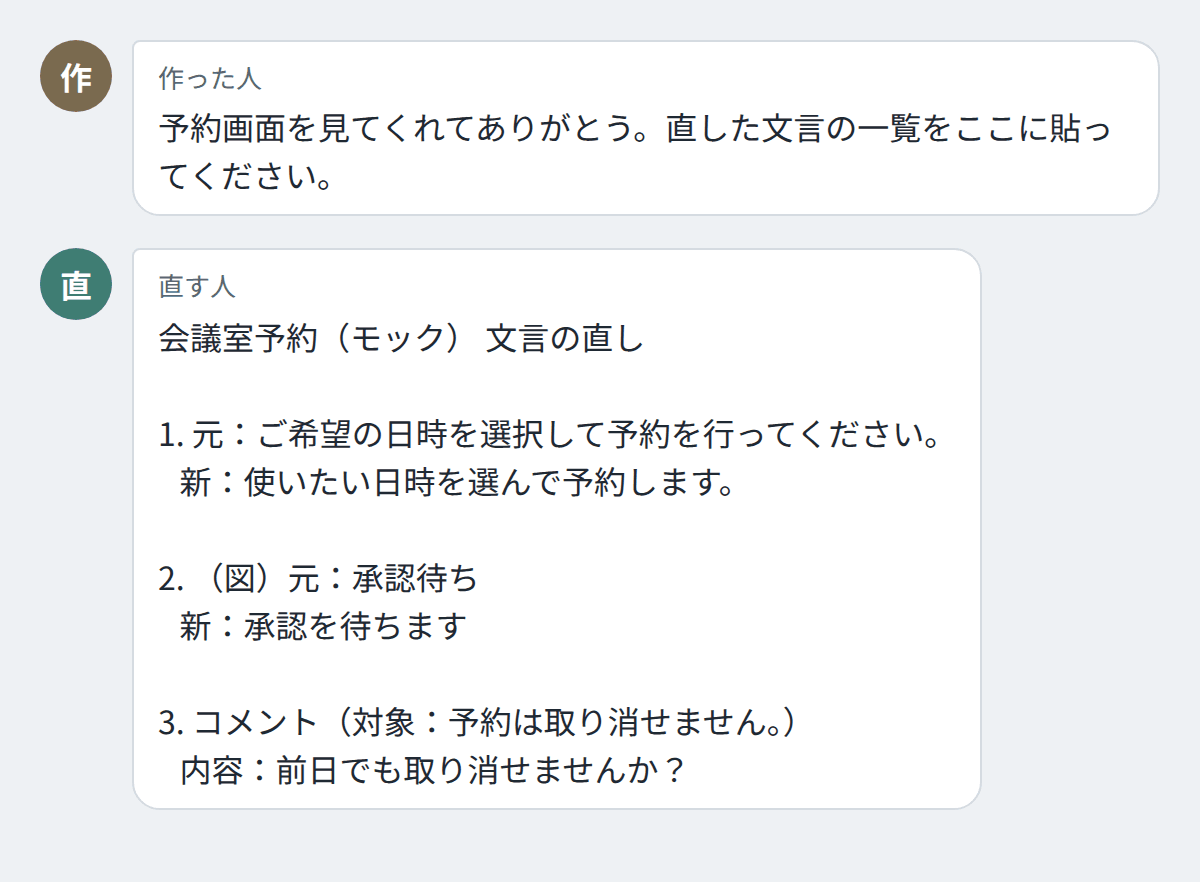 作
作った人
予約画面を見てくれてありがとう。直した文言の一覧をここに貼っ
てください。
直
直す人
会議室予約（モック） 文言の直し
1. 元：ご希望の日時を選択して予約を行ってください。
新：使いたい日時を選んで予約します。
2. （図）元：承認待ち
新：承認を待ちます
3. コメント（対象：予約は取り消せません。）
内容：前日でも取り消せませんか？